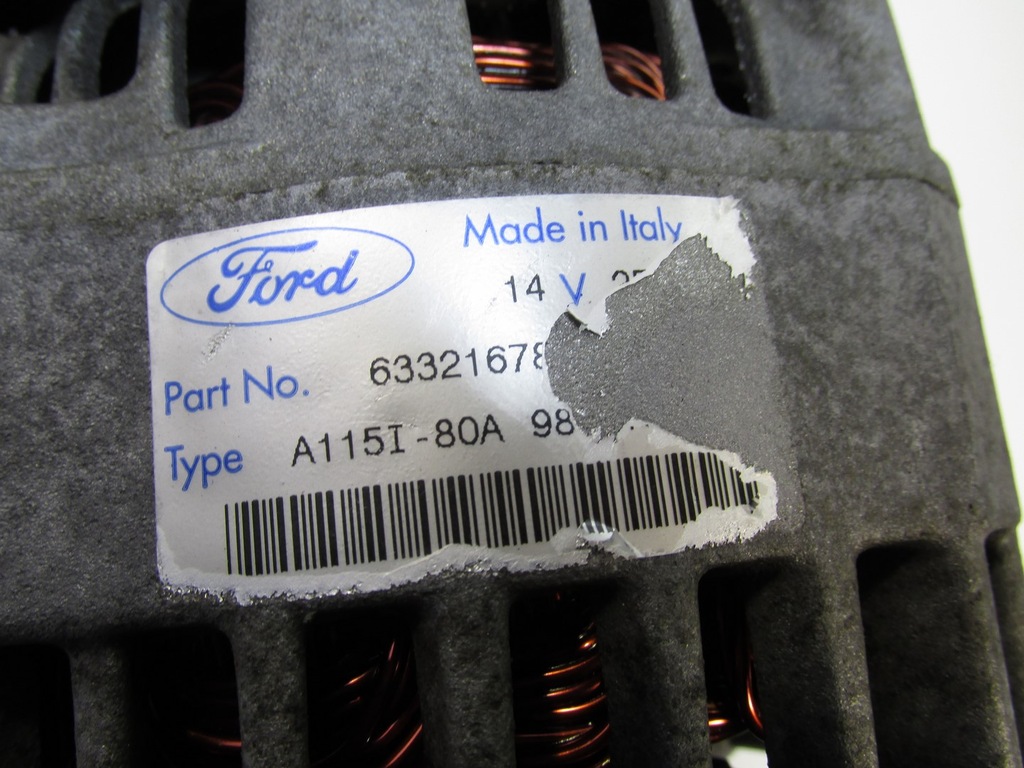 Ford
Made in Italy
14 V
Part No. 63321678
Type A115I-80A 98